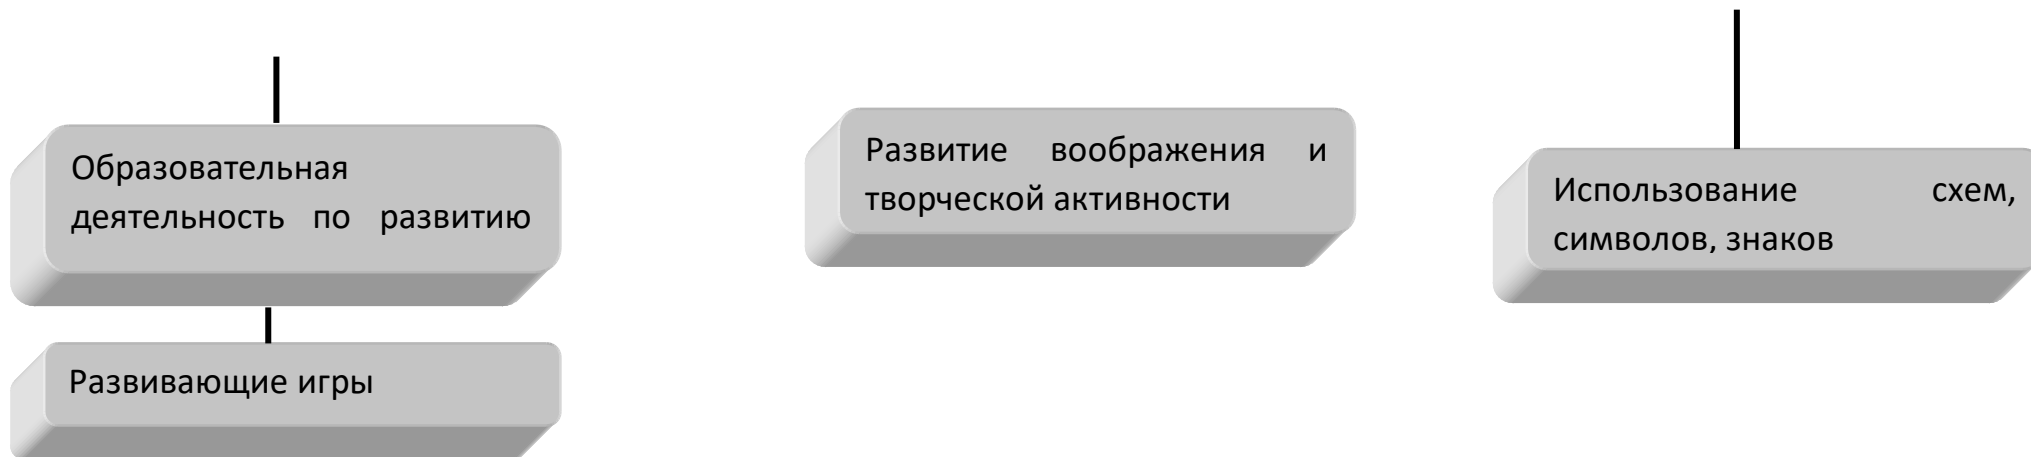 Образовательная
деятельность по развитию
Развивающие игры
Развитие воображения и
творческой активности
Использование схем,
символов, знаков